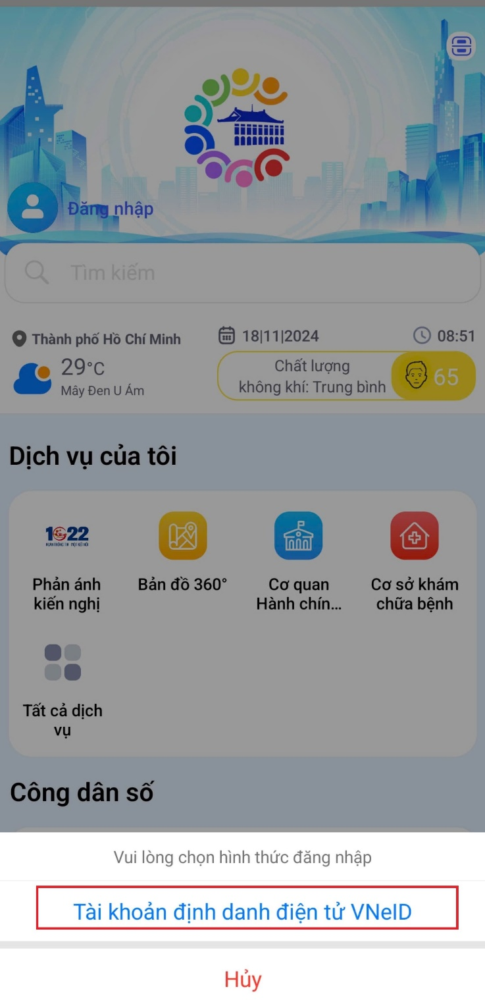 Đăng nhập
Tìm kiếm
Thành phố Hồ Chí Minh
18|11|2024
08:51
29°C
Mây Đen U Ám
Chất lượng
không khí: Trung bình
65
Dịch vụ của tôi
1022
Phản ánh
kiến nghị
Bản đồ 360°
Cơ quan
Hành chín...
Cơ sở khám
chữa bệnh
Tất cả dịch
vụ
Công dân số
Vui lòng chọn hình thức đăng nhập
Tài khoản định danh điện tử VNeID
Hủy